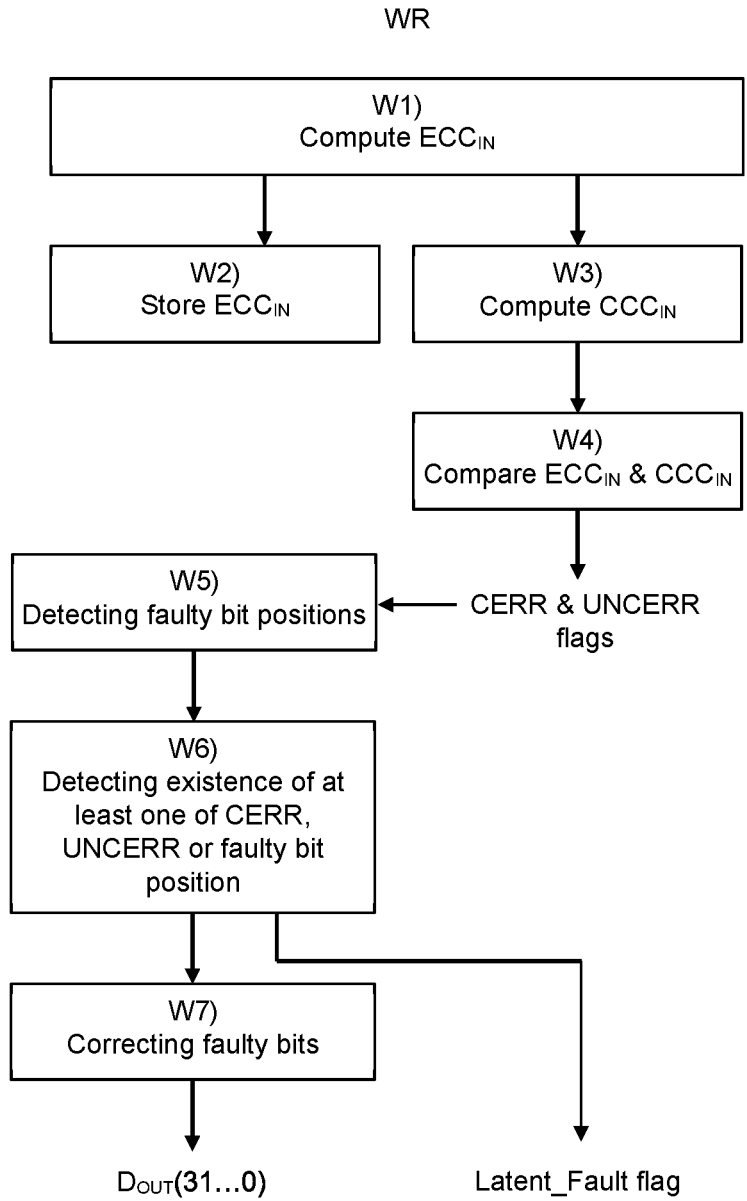 WR
W1)
Compute ECCIN
W2)
Store ECCIN
W3)
Compute CCCIN
W4)
Compare ECCIN & CCCIN
CERR & UNCERR
flags
W5)
Detecting faulty bit positions
W6)
Detecting existence of at
least one of CERR,
UNCERR or faulty bit
position
W7)
Correcting faulty bits
DOUT(31...0)
Latent_Fault flag